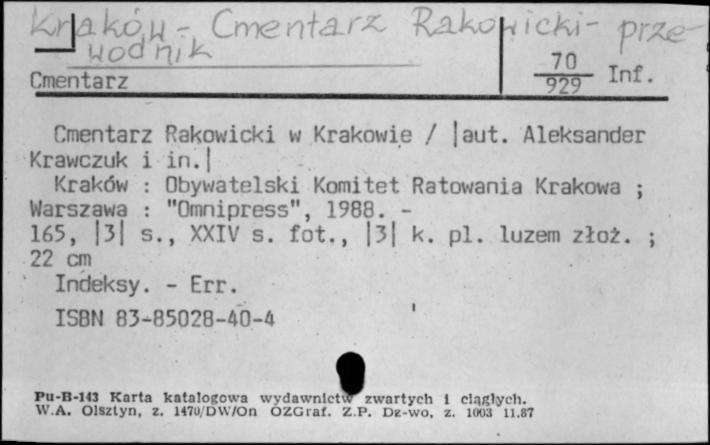 Kraków - Cmentarz Rakowicki - prze-
wodnik
70
929 Inf.
Cmentarz
Cmentarz Rakowicki w Krakowie / |aut. Aleksander
Krawczuk i in.|
Kraków : Obywatelski Komitet Ratowania Krakowa ;
Warszawa : "Omnipress", 1988. -
165, |3| s., XXIV s. fot., |3| k. pl. luzem złoż. ;
22 cm
Indeksy. - Err.
ISBN 83-85028-40-4
Pu-B-143 Karta katalogowa wydawnictw zwartych i ciągłych.
W.A. Olsztyn, z. 1470/DW/On OZGraf. Z.P. Dz-wo, z. 1003 11.87